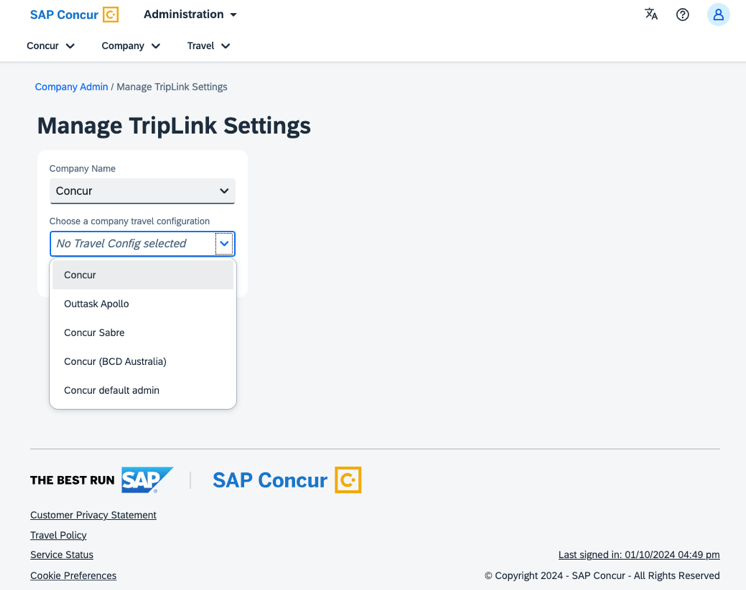 SAP Concur
Administration
Concur
Company
Travel
Company Admin / Manage TripLink Settings
Manage TripLink Settings
Company Name
Concur
Choose a company travel configuration
No Travel Config selected
Concur
Outtask Apollo
Concur Sabre
Concur (BCD Australia)
Concur default admin
THE BEST RUN SAP
SAP Concur
Customer Privacy Statement
Travel Policy
Service Status
Last signed in: 01/10/2024 04:49 pm
Cookie Preferences
© Copyright 2024 - SAP Concur - All Rights Reserved